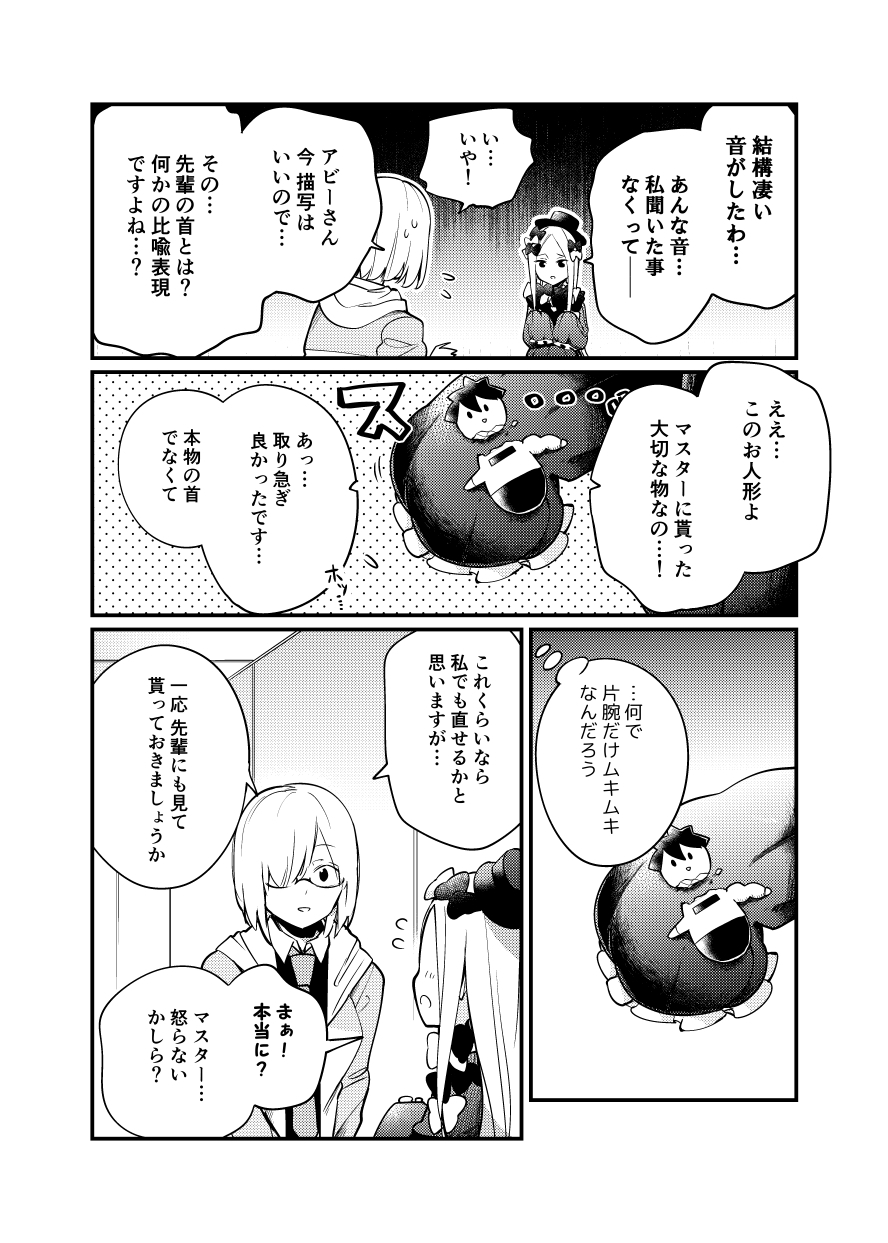 結構凄い
音がしたわ…
あんな音…
私聞いた事
なくって──
い…
いや！
アビーさん
今 描写は
いいので…
その…
先輩の首とは？
何かの比喩表現
ですよね…？
ええ…
このお人形よ
マスターに貰った
大切な物なの…！
スッ
あっ…
取り急ぎ
良かったです…
本物の首
でなくて
ホッ…
…何で
片腕だけムキムキ
なんだろう
これくらいなら
私でも直せるかと
思いますが…
一応 先輩にも見て
貰っておきましょうか
まぁ！
本当に？
マスター…
怒らない
かしら？